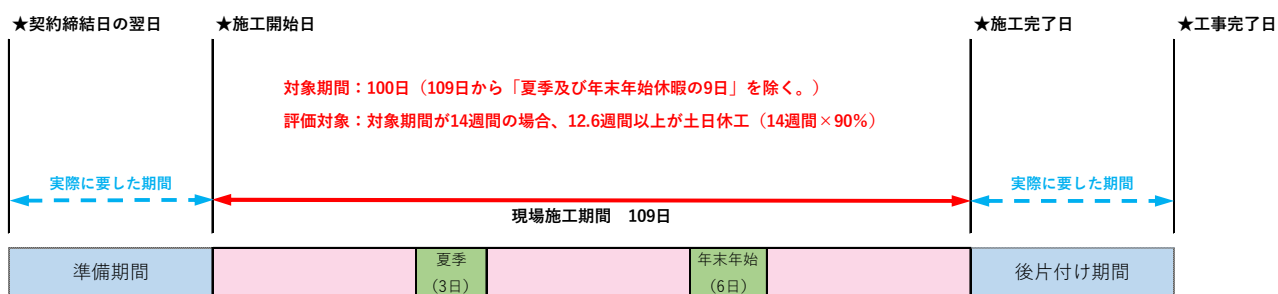 ★契約締結日の翌日
★施工開始日
★施工完了日
★工事完了日
対象期間：100日（109日から「夏季及び年末年始休暇の9日」を除く。）
評価対象：対象期間が14週間の場合、12.6週間以上が土日休工（14週間×90%）
実際に要した期間
実際に要した期間
現場施工期間　109日
準備期間
夏季
（3日）
年末年始
（6日）
後片付け期間